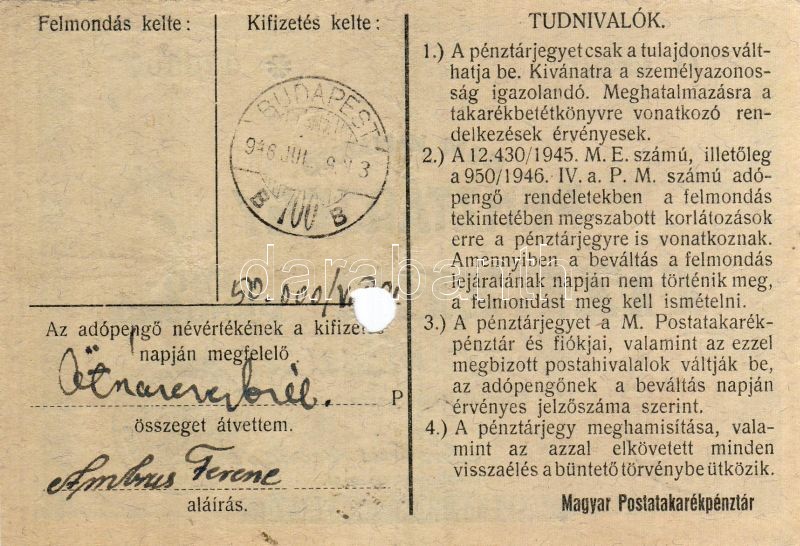 Felmondás kelte:
Kifizetés kelte:
BUDAPEST
946 JUL
B 700 B
Az adópengő névértékének a kifizetés
napján megfelelő
P
összeget átvettem.
Ambrus Ferenc
aláírás.
TUDNIVALÓK.
1.) A pénztárjegyet csak a tulajdonos vált-
hatja be. Kivánatra a személyazonos-
ság igazolandó. Meghatalmazásra a
takarékbetétkönyvre vonatkozó ren-
delkezések érvényesek.
2.) A 12.430/1945. M. E. számú, illetőleg
a 950/1946. IV. a. P. M. számú adó-
pengő rendeletekben a felmondás
tekintetében megszabott korlátozások
erre a pénztárjegyre is vonatkoznak.
Amennyiben a beváltás a felmondás
lejáratának napján nem történik meg,
a felmondást meg kell ismételni.
3.) A pénztárjegyet a M. Postatakarék-
pénztár és fiókjai, valamint az ezzel
megbizott postahivatalok váltják be,
az adópengőnek a beváltás napján
érvényes jelzőszáma szerint.
4.) A pénztárjegy meghamisítása, vala-
mint az azzal elkövetett minden
visszaélés a büntető törvénybe ütközik.
Magyar Postatakarékpénztár
darabanth